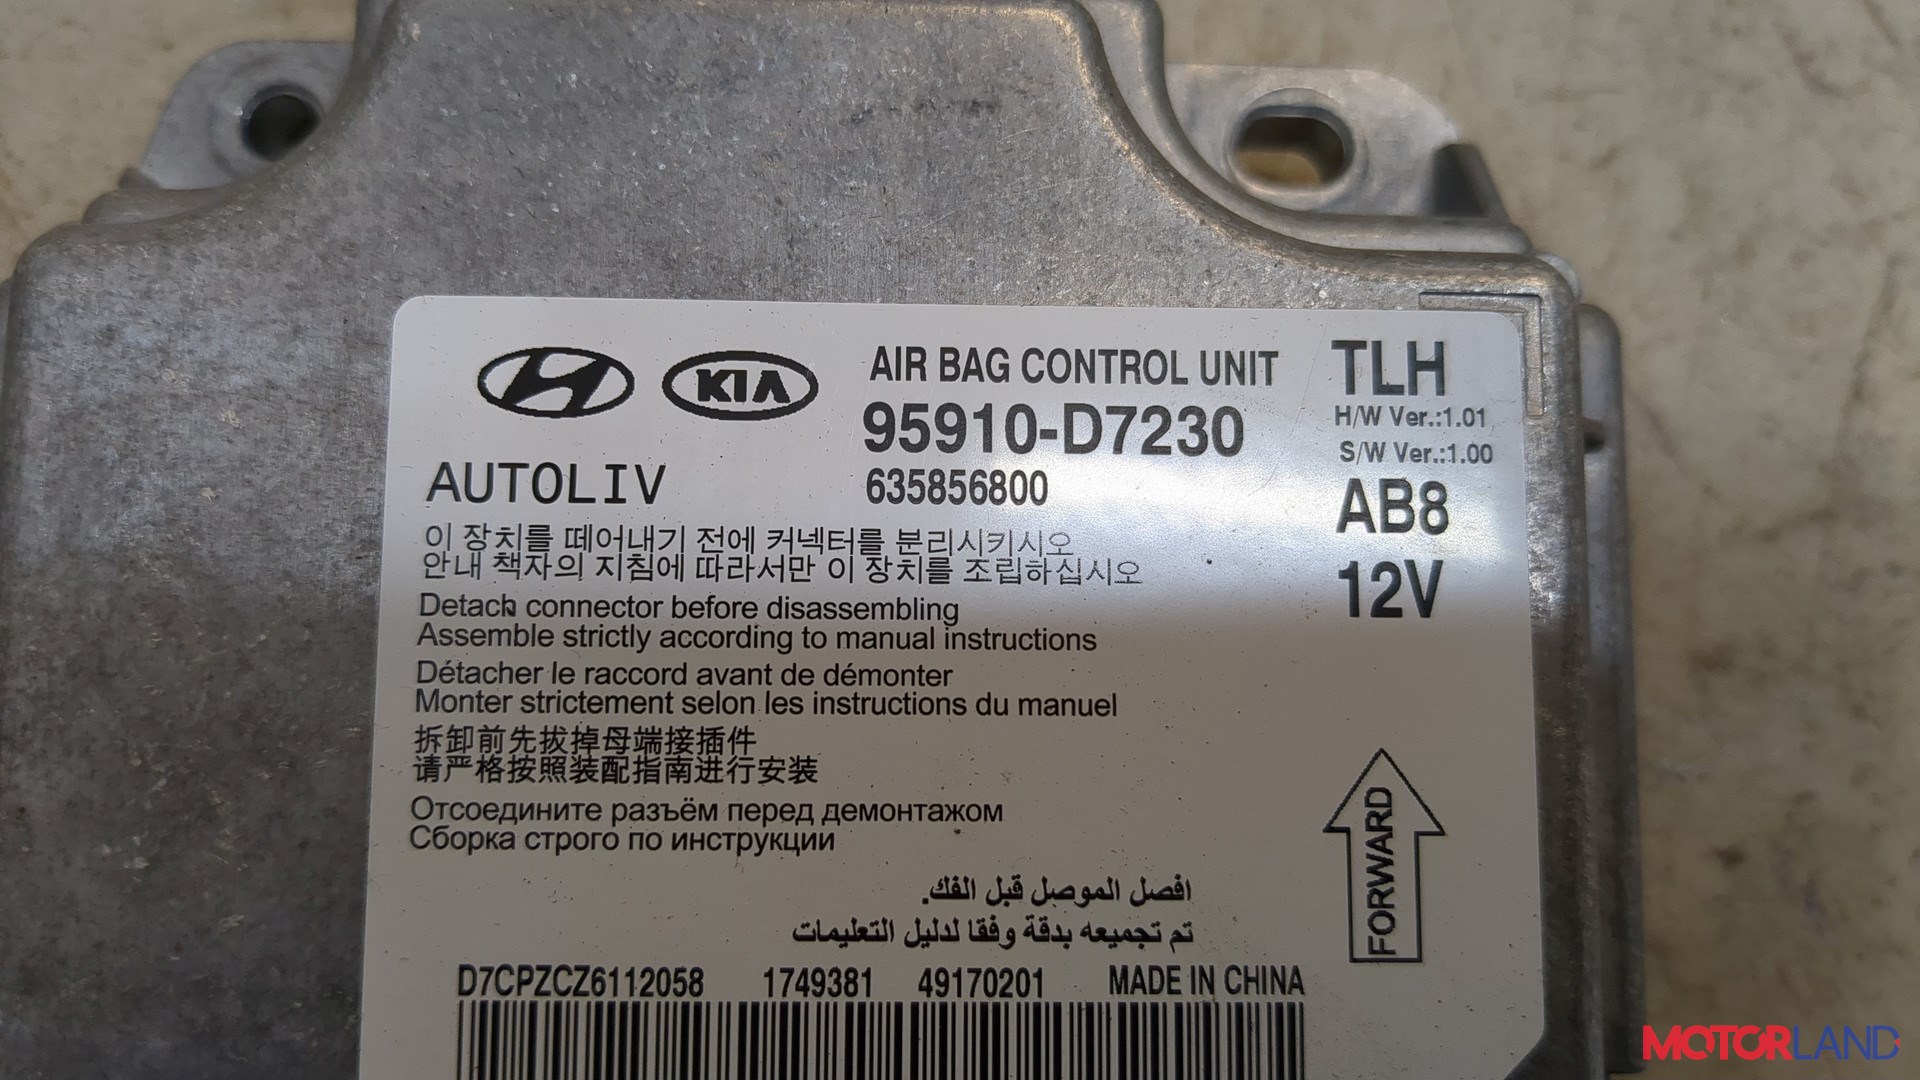 KIA
AIR BAG CONTROL UNIT
95910-D7230
635856800
TLH
H/W Ver.:1.01
S/W Ver.:1.00
AB8
12V
AUTOLIV
이 장치를 떼어내기 전에 커넥터를 분리시키시오
안내 책자의 지침에 따라서만 이 장치를 조립하십시오
Detach connector before disassembling
Assemble strictly according to manual instructions
Détacher le raccord avant de démonter
Monter strictement selon les instructions du manuel
拆卸前先拔掉母端接插件
请严格按照装配指南进行安装
Отсоедините разъём перед демонтажом
Сборка строго по инструкции
افصل الموصل قبل الفك.
تم تجميعه بدقة وفقا لدليل التعليمات
FORWARD
D7CPZCZ6112058 1749381 49170201 MADE IN CHINA
MOTORLAND